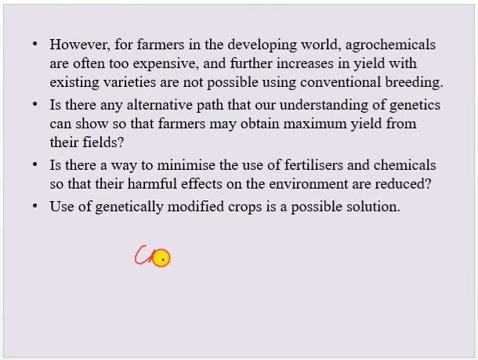 • However, for farmers in the developing world, agrochemicals
are often too expensive, and further increases in yield with
existing varieties are not possible using conventional breeding.
• Is there any alternative path that our understanding of genetics
can show so that farmers may obtain maximum yield from
their fields?
• Is there a way to minimise the use of fertilisers and chemicals
so that their harmful effects on the environment are reduced?
• Use of genetically modified crops is a possible solution.